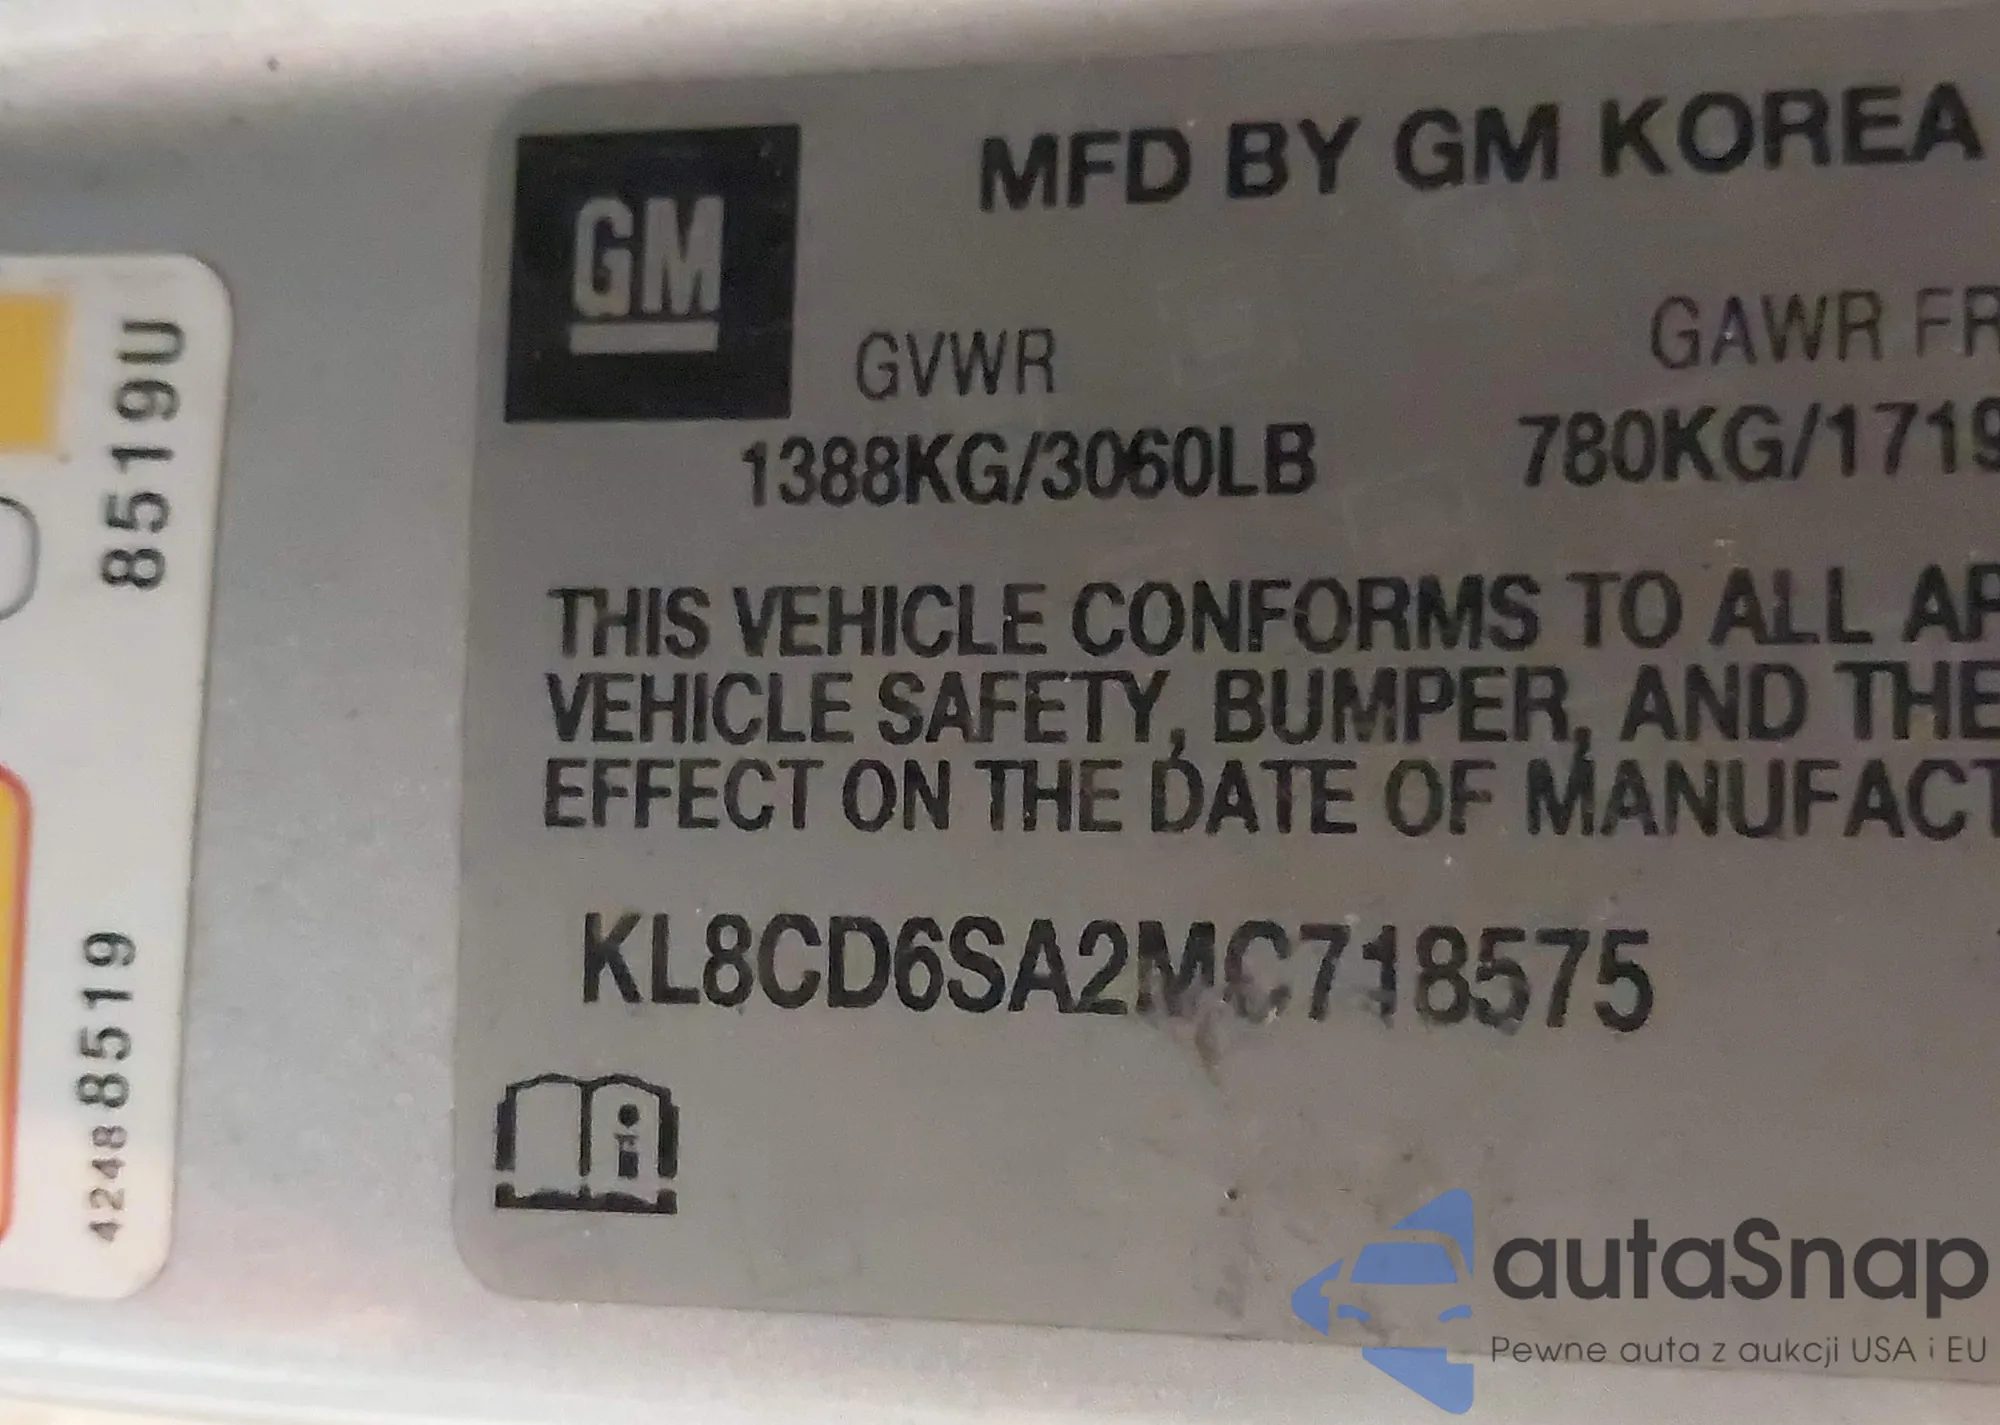 8519U
42488519
GM
MFD BY GM KOREA
GVWR
GAWR FR
1388KG/3060LB
780KG/1719
THIS VEHICLE CONFORMS TO ALL AP
VEHICLE SAFETY, BUMPER, AND THE
EFFECT ON THE DATE OF MANUFACT
KL8CD6SA2MC718575
i
autaSnap
Pewne auta z aukcji USA i EU